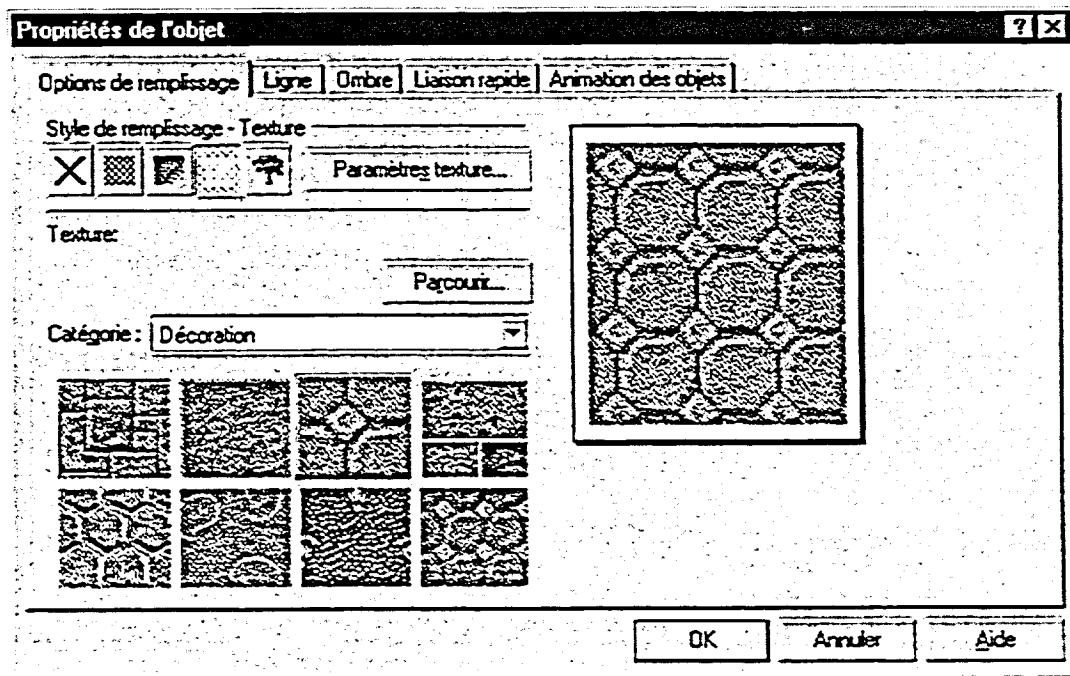 Propriétés de l'objet
Options de remplissage Ligne Ombre Liaison rapide Animation des objets
Style de remplissage - Texture
Paramètres texture...
Texture:
Parcourir...
Catégorie : Décoration
OK Annuler Aide